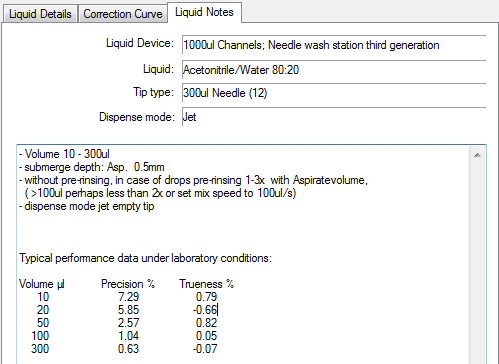 Liquid Details Correction Curve Liquid Notes
Liquid Device: 1000ul Channels; Needle wash station third generation
Liquid: Acetonitrile/Water 80:20
Tip type: 300ul Needle (12)
Dispense mode: Jet
- Volume 10 - 300ul
- submerge depth: Asp. 0.5mm
- without pre-rinsing, in case of drops pre-rinsing 1-3x with Aspiratevolume,
( >100ul perhaps less than 2x or set mix speed to 100ul/s)
- dispense mode jet empty tip
Typical performance data under laboratory conditions:
Volume µl Precision % Trueness %
10 7.29 0.79
20 5.85 -0.66
50 2.57 0.82
100 1.04 0.05
300 0.63 -0.07